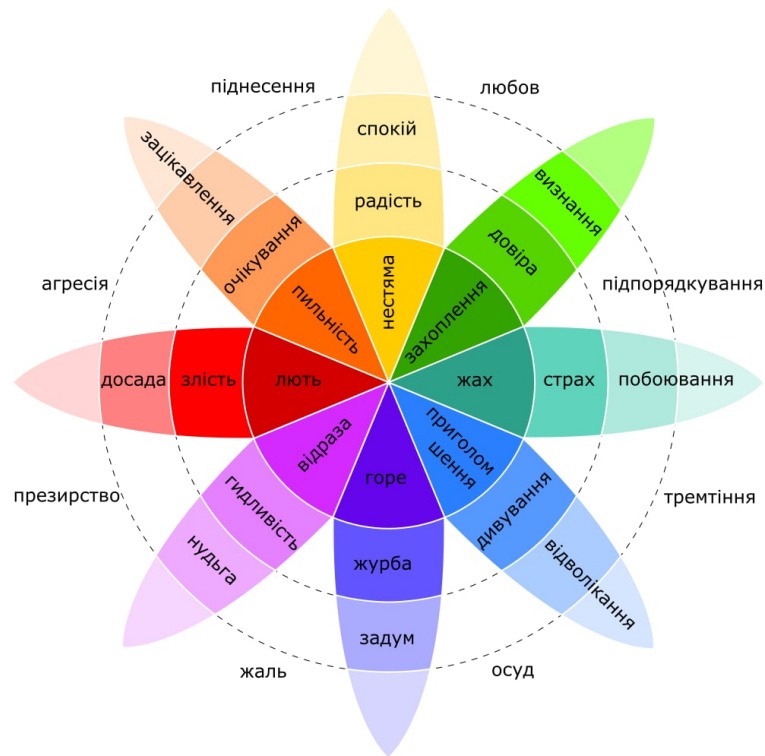 піднесення
любов
спокій
зацікавлення
визнання
радість
очікування
довіра
нестяма
агресія
підпорядкування
пильність
захоплення
досада
злість
лють
жах
страх
побоювання
відраза
приголом
шення
горе
презирство
тремтіння
гидливість
дивування
нудьга
журба
відволікання
задум
жаль
осуд